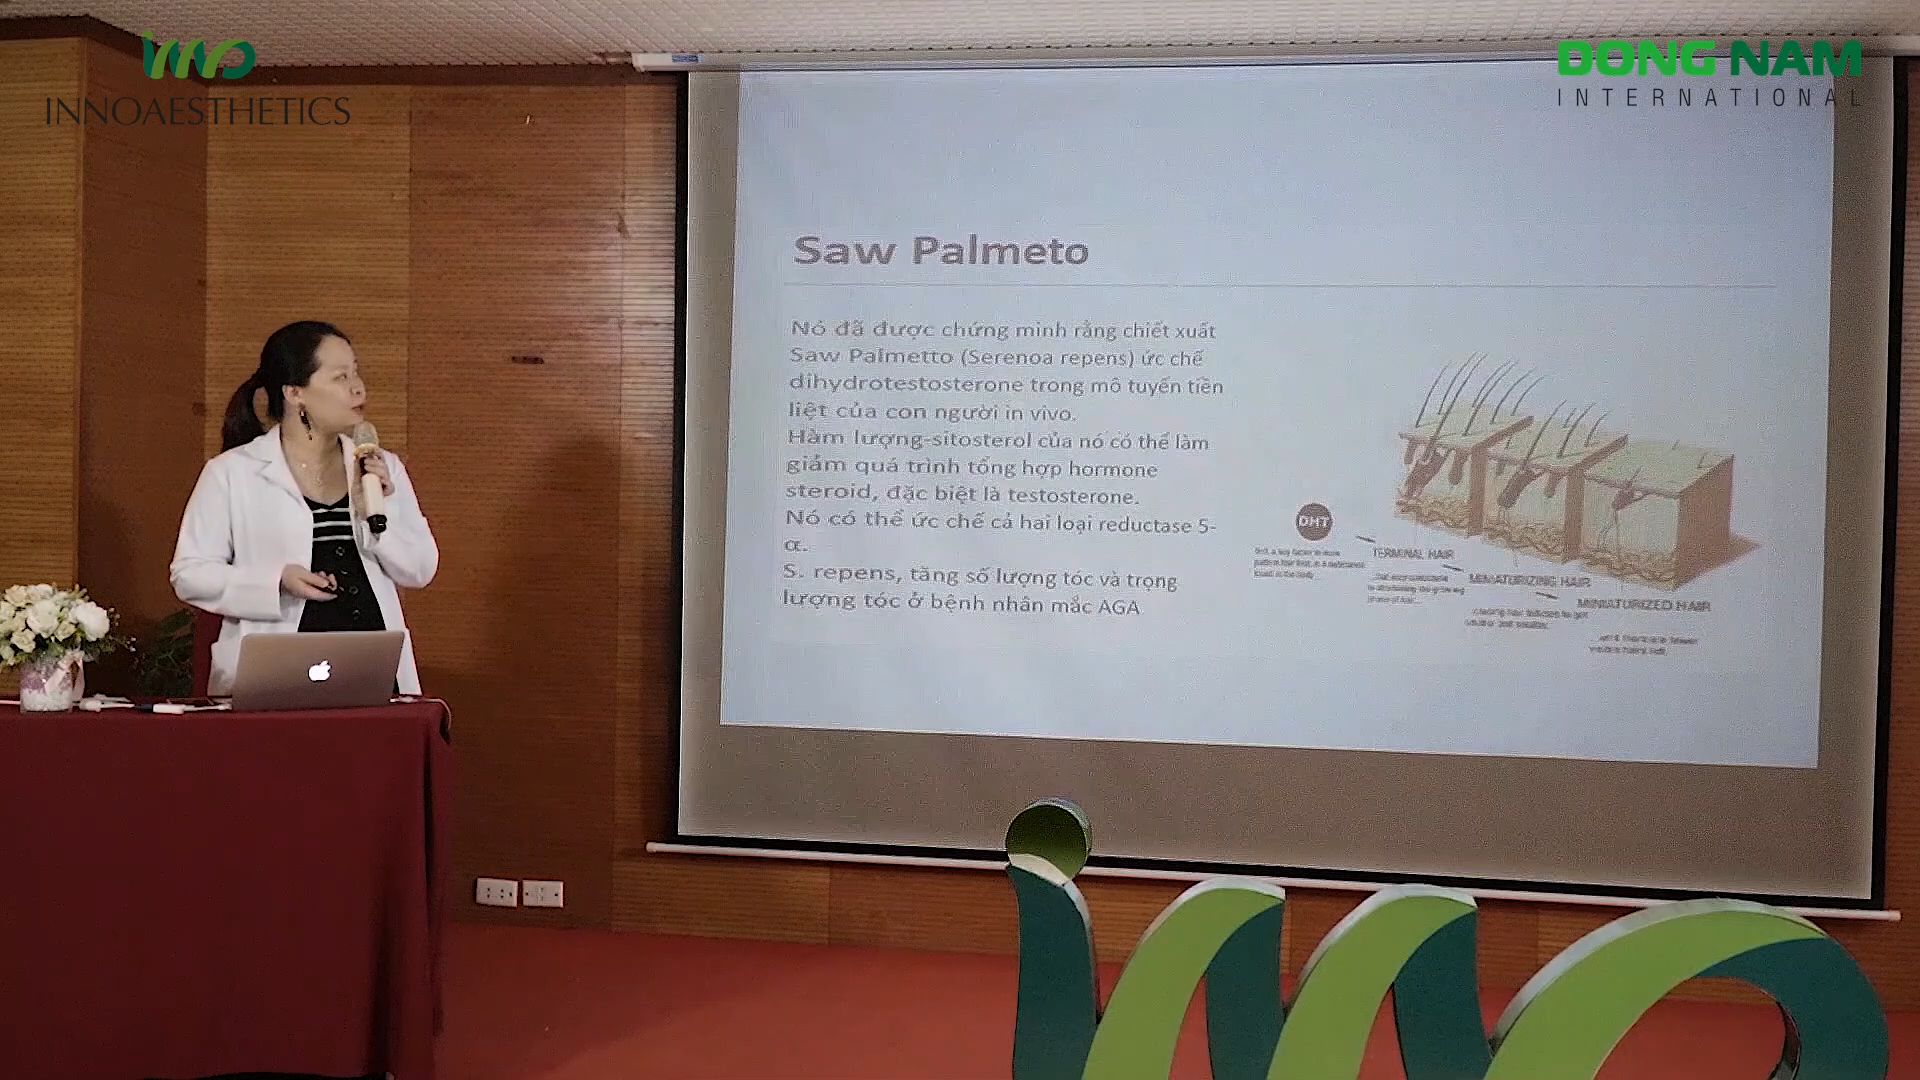 INNOAESTHETICS
DONG NAM
INTERNATIONAL
Saw Palmeto
Nó đã được chứng minh rằng chiết xuất
Saw Palmetto (Serenoa repens) ức chế
dihydrotestosterone trong mô tuyến tiền
liệt của con người in vivo.
Hàm lượng-sitosterol của nó có thể làm
giảm quá trình tổng hợp hormone
steroid, đặc biệt là testosterone.
Nó có thể ức chế cả hai loại reductase 5-
α.
S. repens, tăng số lượng tóc và trọng
lượng tóc ở bệnh nhân mắc AGA
DHT
TERMINAL HAIR
MINIATURIZING HAIR
MINIATURIZED HAIR